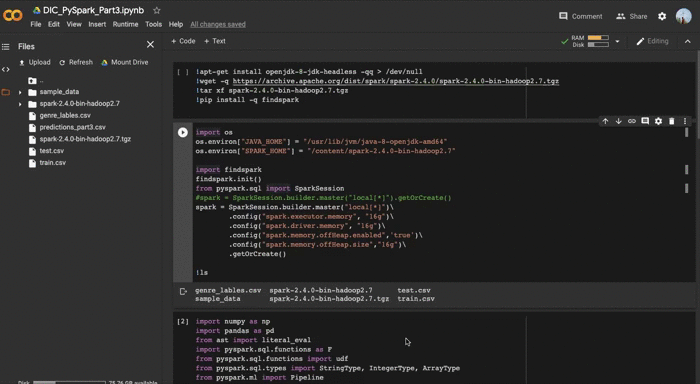 DIC_PySpark_Part3.ipynb
File Edit View Insert Runtime Tools Help All changes saved
Comment Share
+ Code + Text
RAM
Disk
Editing
Files
Upload Refresh Mount Drive
..
sample_data
spark-2.4.0-bin-hadoop2.7
genre_lables.csv
predictions_part3.csv
spark-2.4.0-bin-hadoop2.7.tgz
test.csv
train.csv
[ ] !apt-get install openjdk-8-jdk-headless -qq > /dev/null
!wget -q https://archive.apache.org/dist/spark/spark-2.4.0/spark-2.4.0-bin-hadoop2.7.tgz
!tar xf spark-2.4.0-bin-hadoop2.7.tgz
!pip install -q findspark
import os
os.environ["JAVA_HOME"] = "/usr/lib/jvm/java-8-openjdk-amd64"
os.environ["SPARK_HOME"] = "/content/spark-2.4.0-bin-hadoop2.7"
import findspark
findspark.init()
from pyspark.sql import SparkSession
#spark = SparkSession.builder.master("local[*]").getOrCreate()
spark = SparkSession.builder.master("local[*]")\
.config("spark.executor.memory", "16g")\
.config("spark.driver.memory", "16g")\
.config("spark.memory.offHeap.enabled",'true')\
.config("spark.memory.offHeap.size","16g")\
.getOrCreate()
!ls
genre_lables.csv spark-2.4.0-bin-hadoop2.7 test.csv
sample_data spark-2.4.0-bin-hadoop2.7.tgz train.csv
[2] import numpy as np
import pandas as pd
from ast import literal_eval
import pyspark.sql.functions as F
from pyspark.sql.functions import udf
from pyspark.sql.types import StringType, IntegerType, ArrayType
from pyspark.ml import Pipeline